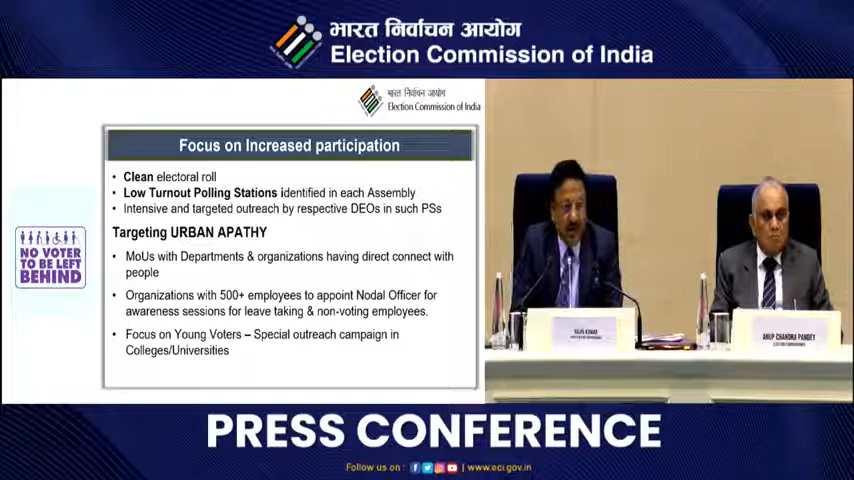 भारत निर्वाचन आयोग
Election Commission of India
भारत निर्वाचन आयोग
Election Commission of India
Focus on Increased participation
• Clean electoral roll
• Low Turnout Polling Stations identified in each Assembly
• Intensive and targeted outreach by respective DEOs in such PSs
Targeting URBAN APATHY
• MoUs with Departments & organizations having direct connect with
people
• Organizations with 500+ employees to appoint Nodal Officer for
awareness sessions for leave taking & non-voting employees.
• Focus on Young Voters – Special outreach campaign in
Colleges/Universities
NO VOTER
TO BE LEFT
BEHIND
RAJIV KUMAR
ANUP CHANDRA PANDEY
ELECTION COMMISSIONER
PRESS CONFERENCE
Follow us on : | www.eci.gov.in